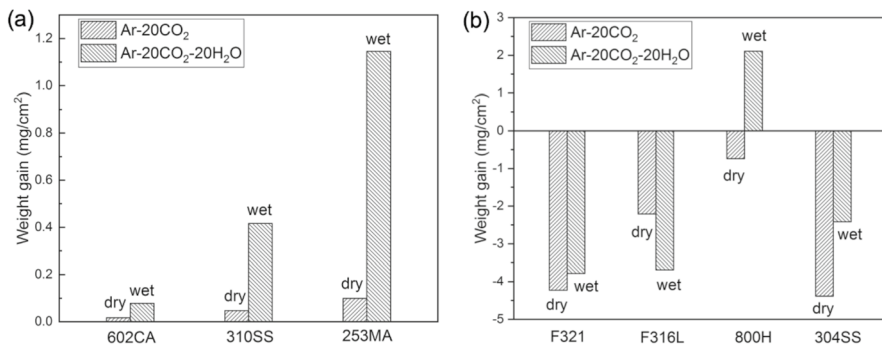 (a)
Ar-20CO₂
Ar-20CO₂-20H₂O
Weight gain (mg/cm²)
1.2
1.0
0.8
0.6
0.4
0.2
0.0
dry
wet
dry
wet
dry
wet
602CA
310SS
253MA
(b)
Ar-20CO₂
Ar-20CO₂-20H₂O
Weight gain (mg/cm²)
3
2
1
0
-1
-2
-3
-4
-5
dry
wet
dry
wet
dry
wet
dry
wet
F321
F316L
800H
304SS